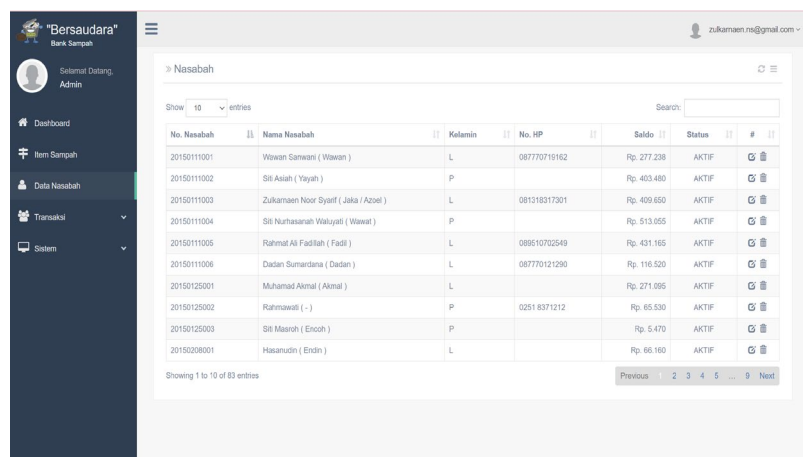 "Bersaudara"
Bank Sampah
zulkarnaen.ns@gmail.com
Selamat Datang,
Admin
Dashboard
Item Sampah
Data Nasabah
Transaksi
Sistem
» Nasabah
Show 10 entries
Search:
No. Nasabah Nama Nasabah Kelamin No. HP Saldo Status #
20150111001 Wawan Sanwani ( Wawan ) L 087770719162 Rp. 277.238 AKTIF
20150111002 Siti Asiah ( Yayah ) P Rp. 403.480 AKTIF
20150111003 Zulkarnaen Noor Syarif ( Jaka / Azoel ) L 081318317301 Rp. 409.650 AKTIF
20150111004 Siti Nurhasanah Waluyati ( Wawat ) P Rp. 513.055 AKTIF
20150111005 Rahmat Ali Fadillah ( Fadil ) L 089510702549 Rp. 431.165 AKTIF
20150111006 Dadan Sumardana ( Dadan ) L 087770121290 Rp. 116.520 AKTIF
20150125001 Muhamad Akmal ( Akmal ) L Rp. 271.095 AKTIF
20150125002 Rahmawati ( - ) P 0251 8371212 Rp. 65.530 AKTIF
20150125003 Siti Masroh ( Encoh ) P Rp. 5.470 AKTIF
20150208001 Hasanudin ( Endin ) L Rp. 66.160 AKTIF
Showing 1 to 10 of 83 entries
Previous 1 2 3 4 5 ... 9 Next